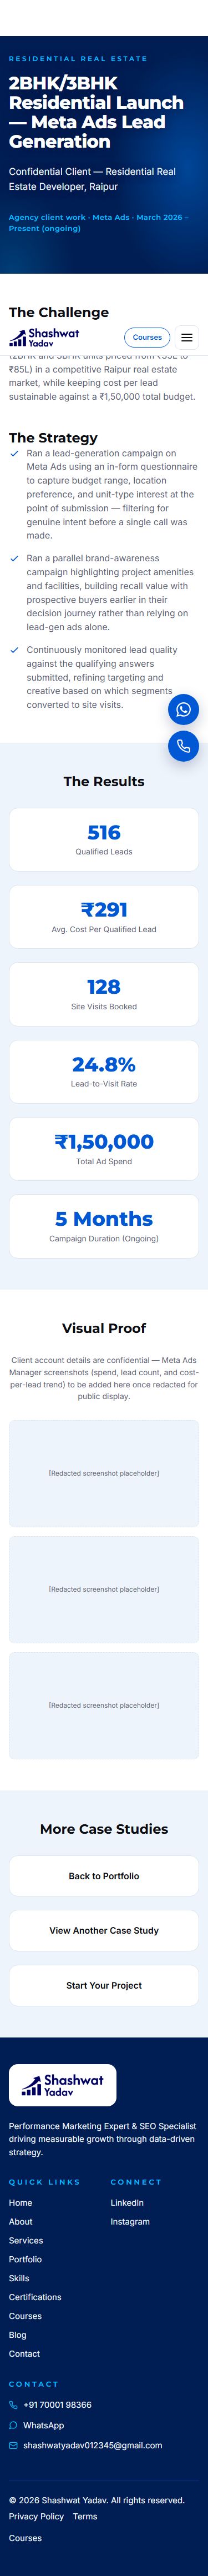 RESIDENTIAL REAL ESTATE
2BHK/3BHK
Residential Launch
— Meta Ads Lead
Generation
Confidential Client — Residential Real
Estate Developer, Raipur
Agency client work · Meta Ads · March 2026 –
Present (ongoing)
The Challenge
Shashwat
Yadav
Courses
₹85L) in a competitive Raipur real estate
market, while keeping cost per lead
sustainable against a ₹1,50,000 total budget.
The Strategy
Ran a lead-generation campaign on
Meta Ads using an in-form questionnaire
to capture budget range, location
preference, and unit-type interest at the
point of submission — filtering for
genuine intent before a single call was
made.
Ran a parallel brand-awareness
campaign highlighting project amenities
and facilities, building recall value with
prospective buyers earlier in their
decision journey rather than relying on
lead-gen ads alone.
Continuously monitored lead quality
against the qualifying answers
submitted, refining targeting and
creative based on which segments
converted to site visits.
The Results
516
Qualified Leads
₹291
Avg. Cost Per Qualified Lead
128
Site Visits Booked
24.8%
Lead-to-Visit Rate
₹1,50,000
Total Ad Spend
5 Months
Campaign Duration (Ongoing)
Visual Proof
Client account details are confidential — Meta Ads
Manager screenshots (spend, lead count, and cost-
per-lead trend) to be added here once redacted for
public display.
[Redacted screenshot placeholder]
[Redacted screenshot placeholder]
[Redacted screenshot placeholder]
More Case Studies
Back to Portfolio
View Another Case Study
Start Your Project
Shashwat
Yadav
Performance Marketing Expert & SEO Specialist
driving measurable growth through data-driven
strategy.
QUICK LINKS
Home
About
Services
Portfolio
Skills
Certifications
Courses
Blog
Contact
CONNECT
LinkedIn
Instagram
CONTACT
+91 70001 98366
WhatsApp
shashwatyadav012345@gmail.com
© 2026 Shashwat Yadav. All rights reserved.
Privacy Policy Terms
Courses